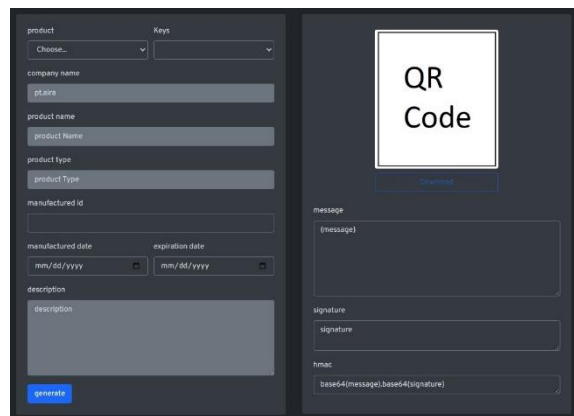 product Keys
Choose...
company name
pt.aira
product name
product Name
product type
product Type
manufactured id
manufactured date expiration date
mm/dd/yyyy mm/dd/yyyy
description
description
generate
QR
Code
Download
message
{message}
signature
signature
hmac
base64(message).base64(signature)